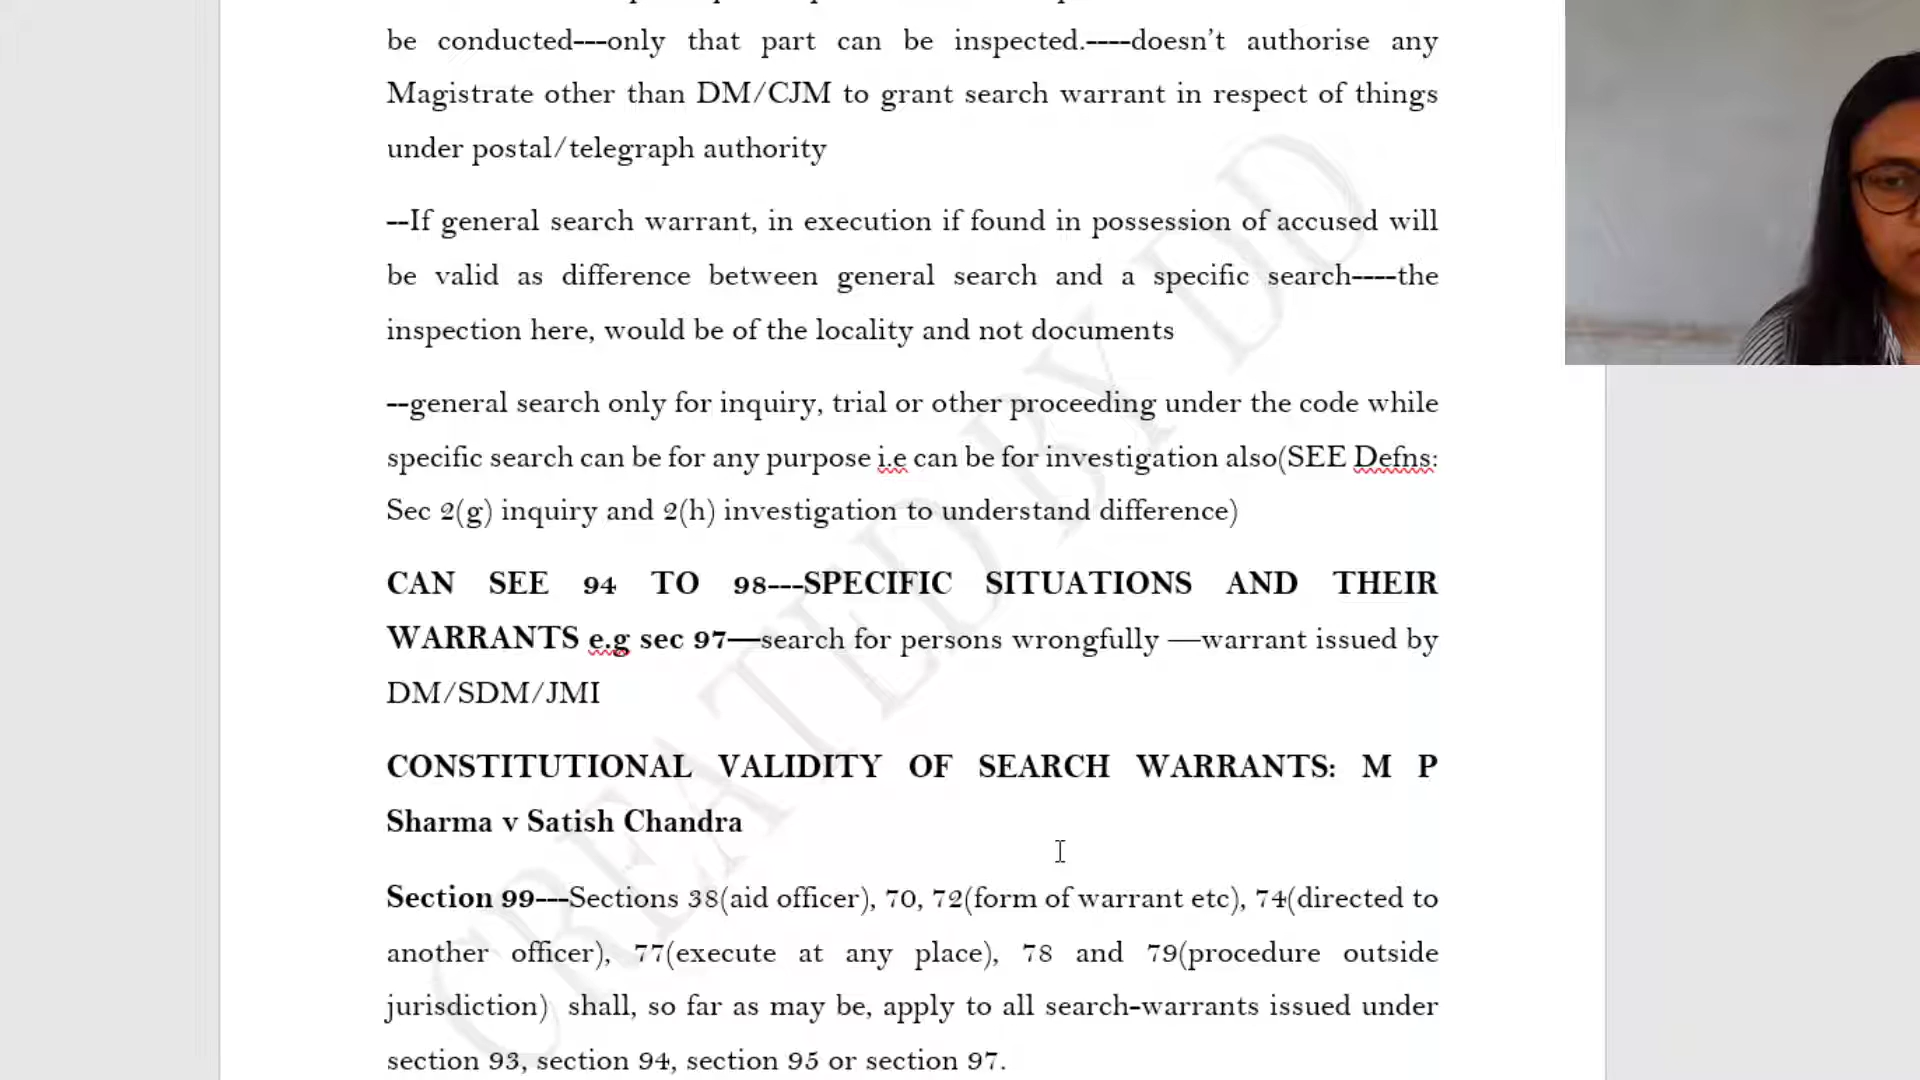 be conducted---only that part can be inspected.----doesn't authorise any
Magistrate other than DM/CJM to grant search warrant in respect of things
under postal/telegraph authority
--If general search warrant, in execution if found in possession of accused will
be valid as difference between general search and a specific search----the
inspection here, would be of the locality and not documents
--general search only for inquiry, trial or other proceeding under the code while
specific search can be for any purpose i.e can be for investigation also(SEE Defns:
Sec 2(g) inquiry and 2(h) investigation to understand difference)
CAN SEE 94 TO 98---SPECIFIC SITUATIONS AND THEIR
WARRANTS e.g sec 97—search for persons wrongfully —warrant issued by
DM/SDM/JMI
CONSTITUTIONAL VALIDITY OF SEARCH WARRANTS: M P
Sharma v Satish Chandra
Section 99---Sections 38(aid officer), 70, 72(form of warrant etc), 74(directed to
another officer), 77(execute at any place), 78 and 79(procedure outside
jurisdiction) shall, so far as may be, apply to all search-warrants issued under
section 93, section 94, section 95 or section 97.
CREATED BY DD